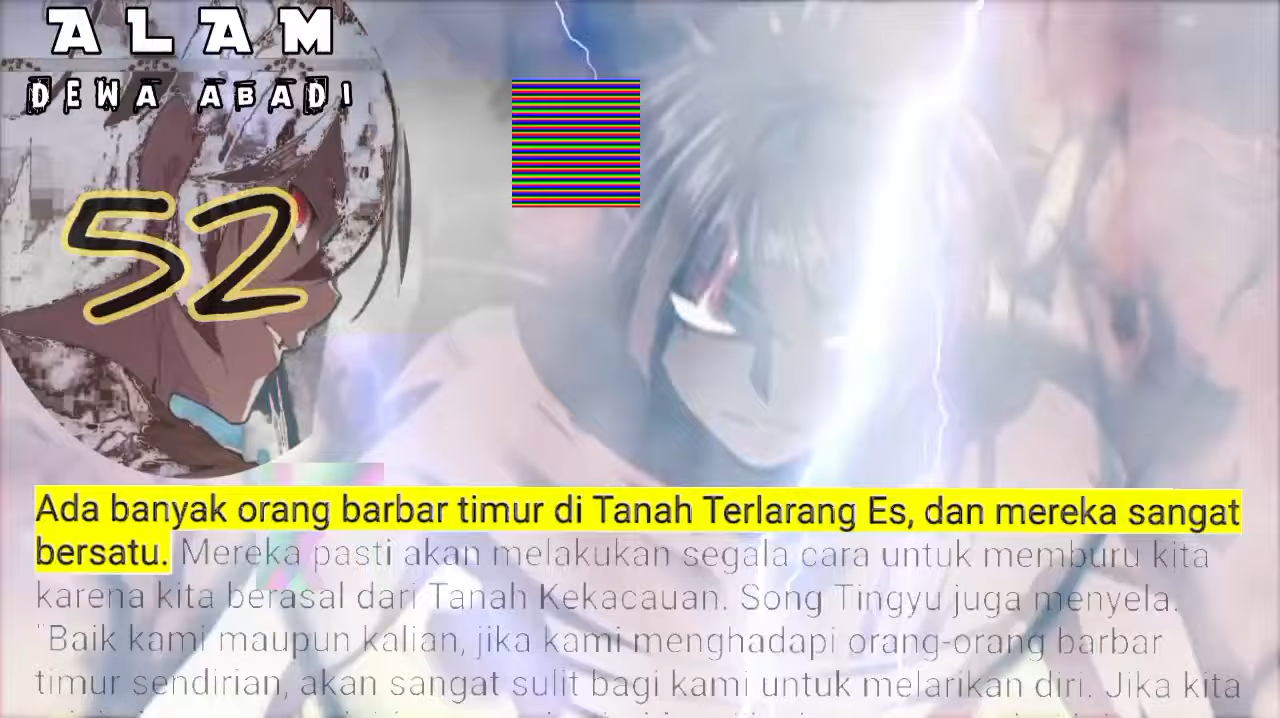 ALAM
DEWA ABADI
52
Ada banyak orang barbar timur di Tanah Terlarang Es, dan mereka sangat
bersatu. Mereka pasti akan melakukan segala cara untuk memburu kita
karena kita berasal dari Tanah Kekacauan. Song Tingyu juga menyela.
"Baik kami maupun kalian, jika kami menghadapi orang-orang barbar
timur sendirian, akan sangat sulit bagi kami untuk melarikan diri. Jika kita